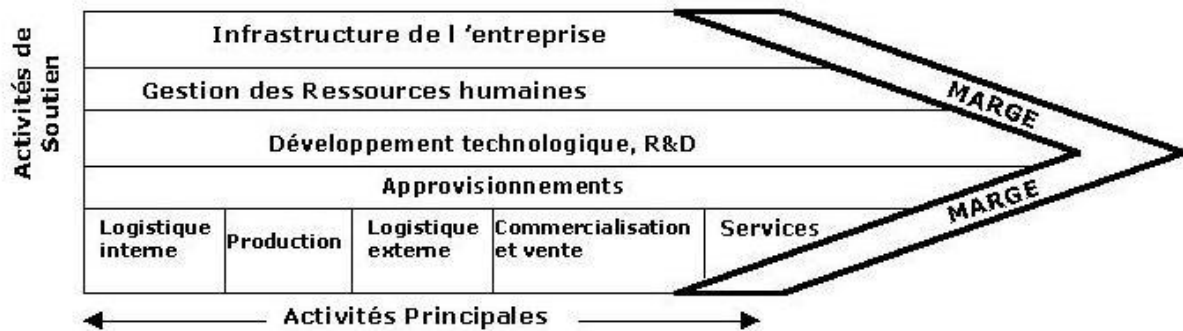 Activités de
Soutien
Infrastructure de l 'entreprise
Gestion des Ressources humaines
Développement technologique, R&D
Approvisionnements
MARGE
MARGE
Logistique
interne
Production
Logistique
externe
Commercialisation
et vente
Services
Activités Principales